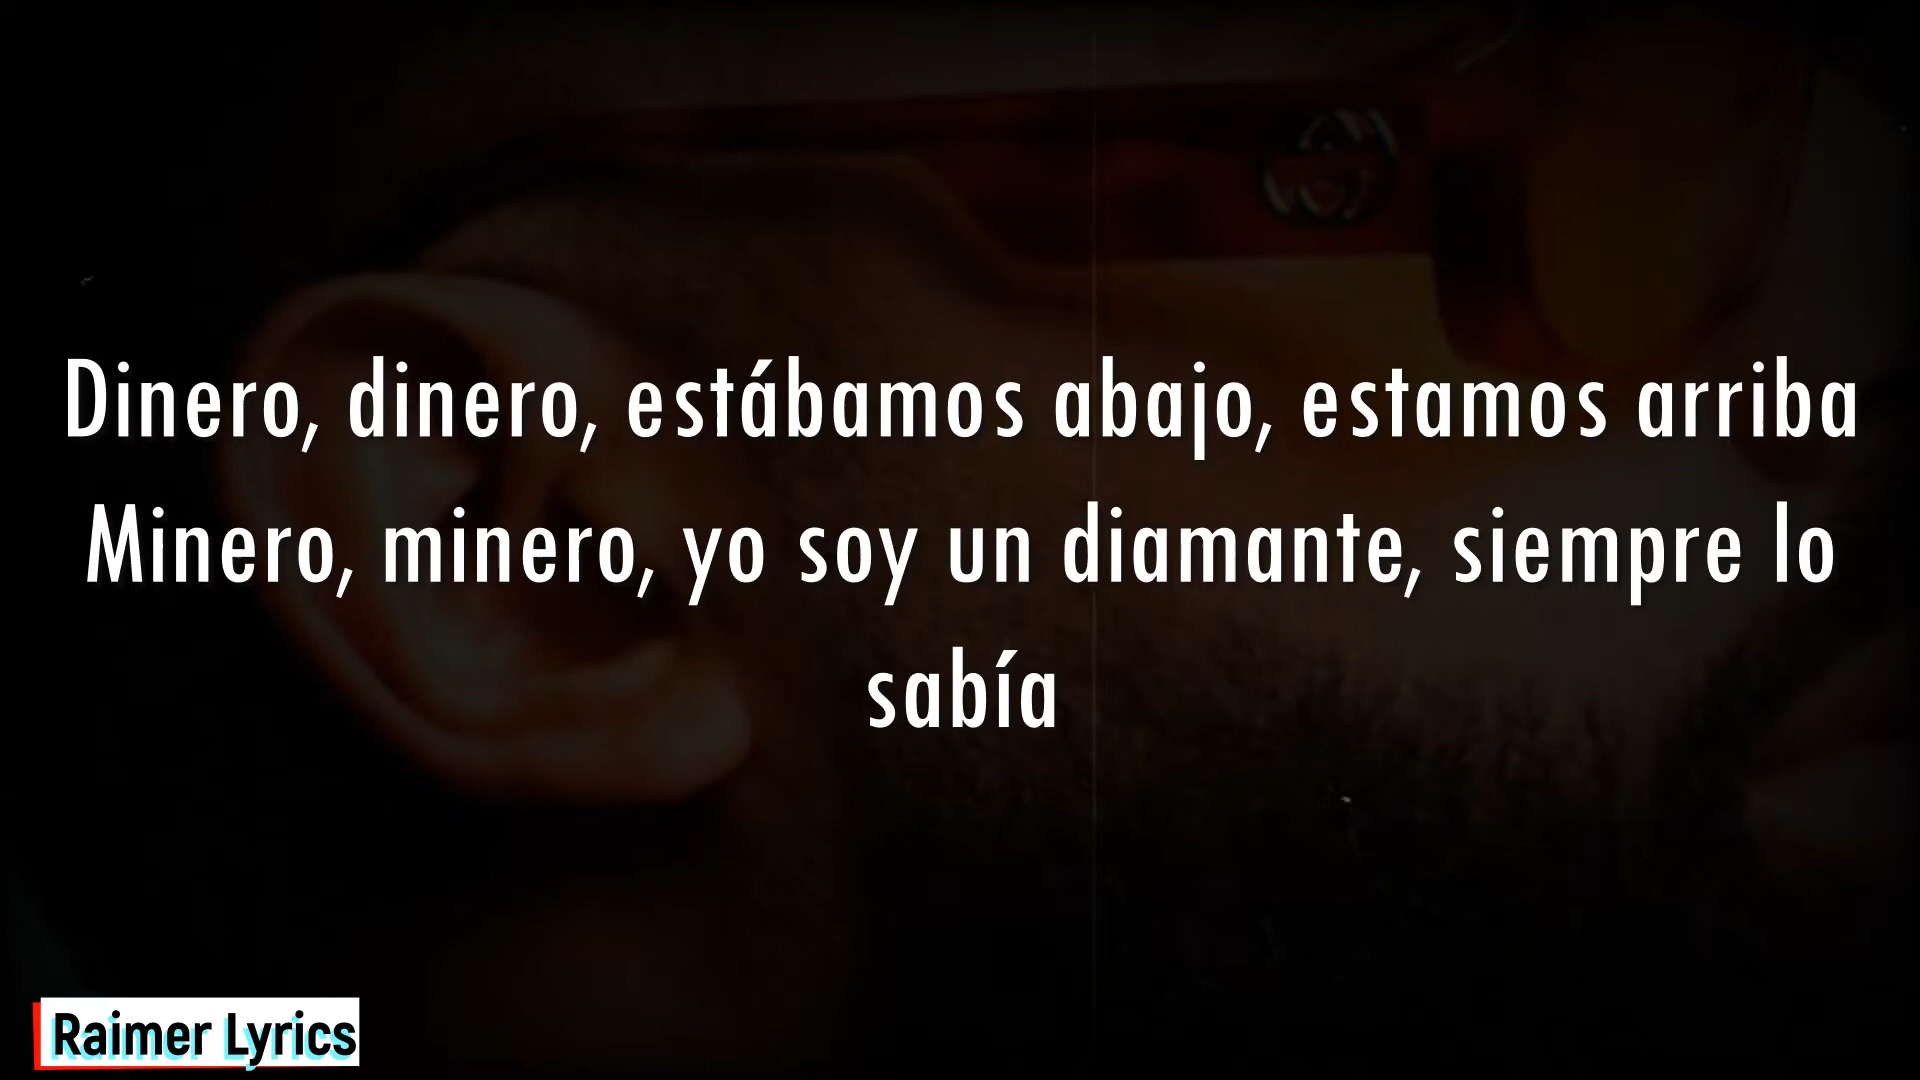 Dinero, dinero, estábamos abajo, estamos arriba
Minero, minero, yo soy un diamante, siempre lo
sabía
Raimer Lyrics